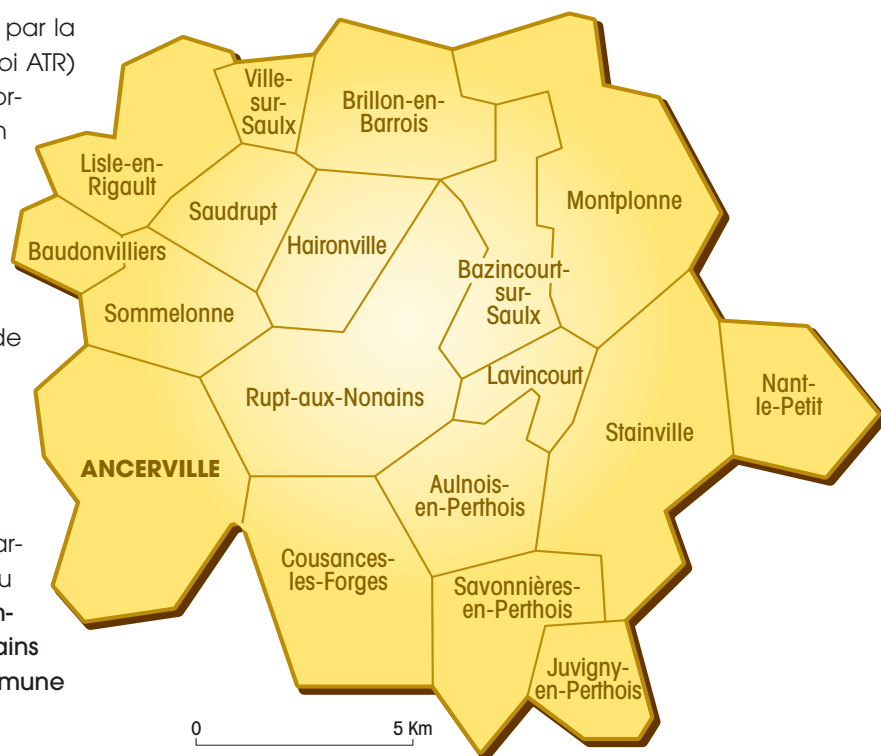 par la
oi ATR)
or-
n
de
ar-
u
n-
ains
mune
Ville-
sur-
Saulx
Brillon-en-
Barrois
Lisle-en-
Rigault
Saudrupt
Montplonne
Haironville
Baudonvilliers
Bazincourt-
sur-
Saulx
Sommelonne
Lavincourt
Nant-
le-Petit
Rupt-aux-Nonains
Stainville
ANCERVILLE
Aulnois-
en-Perthois
Cousances-
les-Forges
Savonnières-
en-Perthois
Juvigny-
en-Perthois
0 5 Km